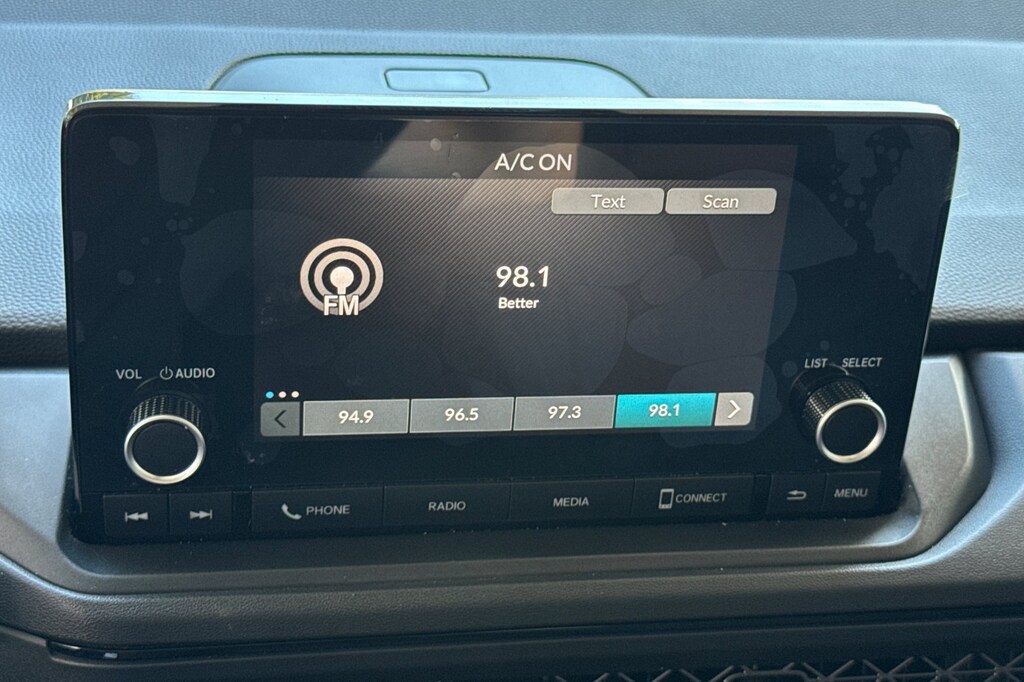 A/C ON
Text Scan
FM
98.1
Better
94.9 96.5 97.3 98.1
VOL AUDIO
LIST SELECT
PHONE RADIO MEDIA CONNECT MENU